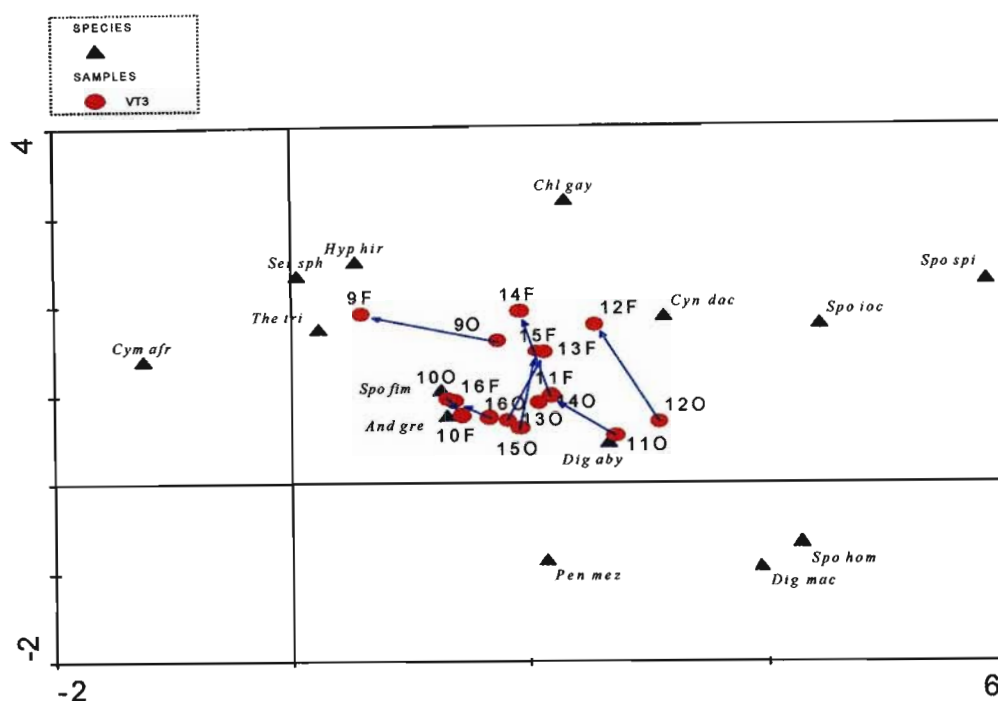 SPECIES
SAMPLES
VT3
4
Chl gay
Hyp hir
Set sph
Spo spi
9F
14F
12F
Cyn dac
Spo ioc
The tri
9O
15F
13F
Cym afr
10O
16F
11F
Spo fim
16O
14O
12O
And gre
10F
13O
15O
11O
Dig aby
Spo hom
Pen mez
Dig mac
-2
-2
6